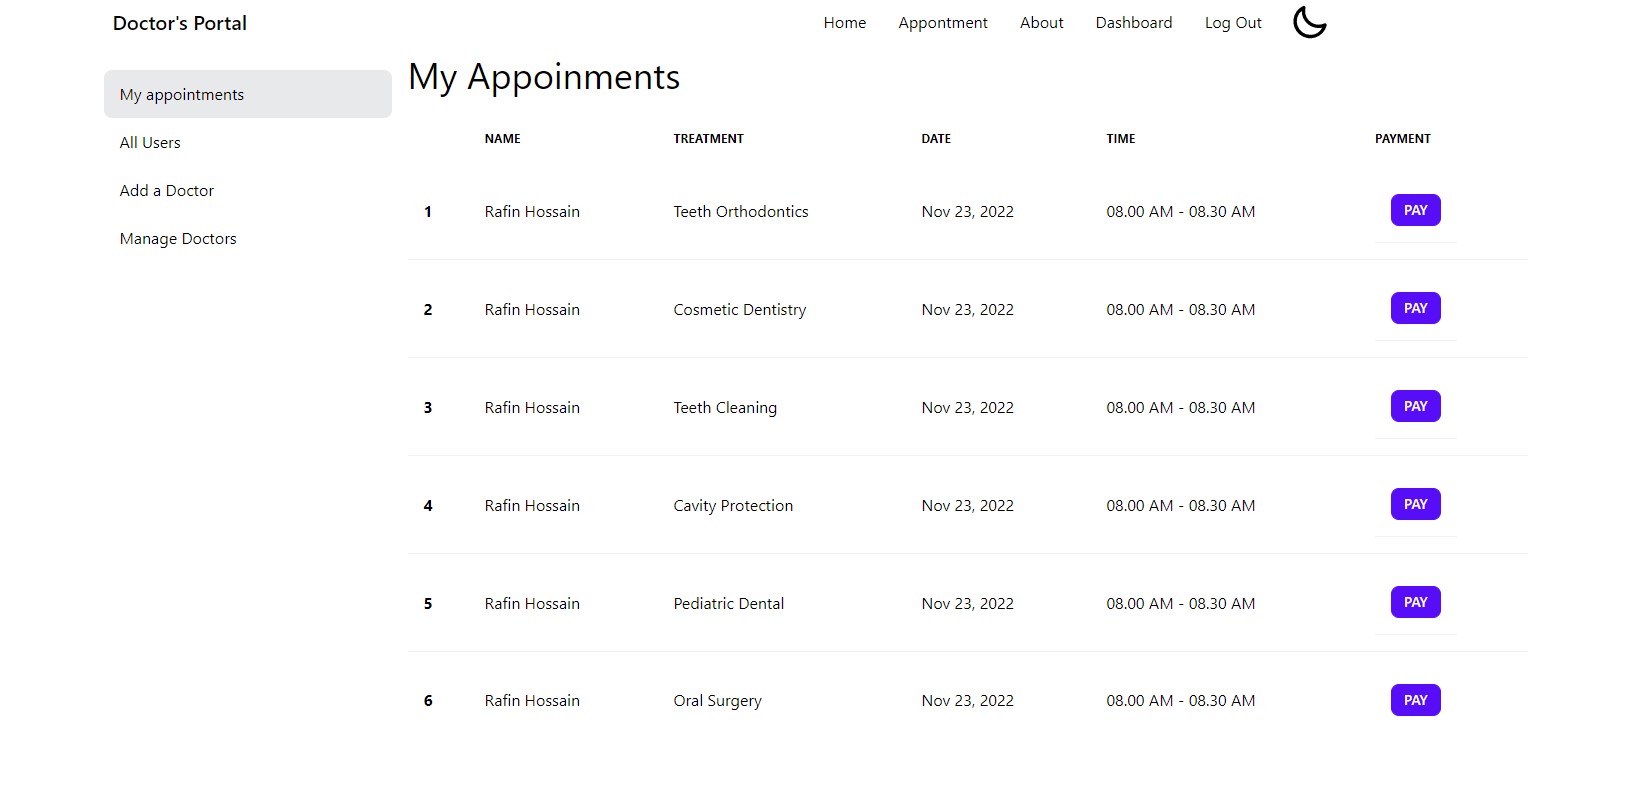 Doctor's Portal Home Appontment About Dashboard Log Out
My appointments
All Users
Add a Doctor
Manage Doctors
My Appoinments
NAME TREATMENT DATE TIME PAYMENT
1 Rafin Hossain Teeth Orthodontics Nov 23, 2022 08.00 AM - 08.30 AM PAY
2 Rafin Hossain Cosmetic Dentistry Nov 23, 2022 08.00 AM - 08.30 AM PAY
3 Rafin Hossain Teeth Cleaning Nov 23, 2022 08.00 AM - 08.30 AM PAY
4 Rafin Hossain Cavity Protection Nov 23, 2022 08.00 AM - 08.30 AM PAY
5 Rafin Hossain Pediatric Dental Nov 23, 2022 08.00 AM - 08.30 AM PAY
6 Rafin Hossain Oral Surgery Nov 23, 2022 08.00 AM - 08.30 AM PAY